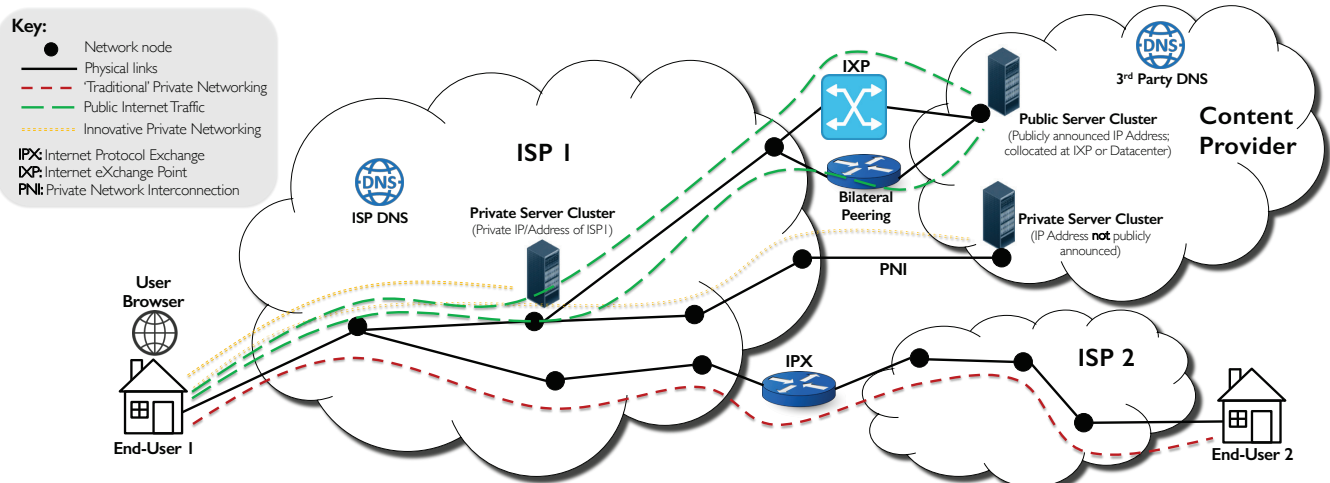 Key:
Network node
Physical links
'Traditional' Private Networking
Public Internet Traffic
Innovative Private Networking
IPX: Internet Protocol Exchange
IXP: Internet eXchange Point
PNI: Private Network Interconnection
ISP 1
DNS
ISP DNS
Private Server Cluster
(Private IP/Address of ISP1)
IXP
Bilateral
Peering
DNS
3rd Party DNS
Content
Provider
Public Server Cluster
(Publicly announced IP Address;
collocated at IXP or Datacenter)
Private Server Cluster
(IP Address not publicly
announced)
PNI
User
Browser
End-User 1
IPX
ISP 2
End-User 2